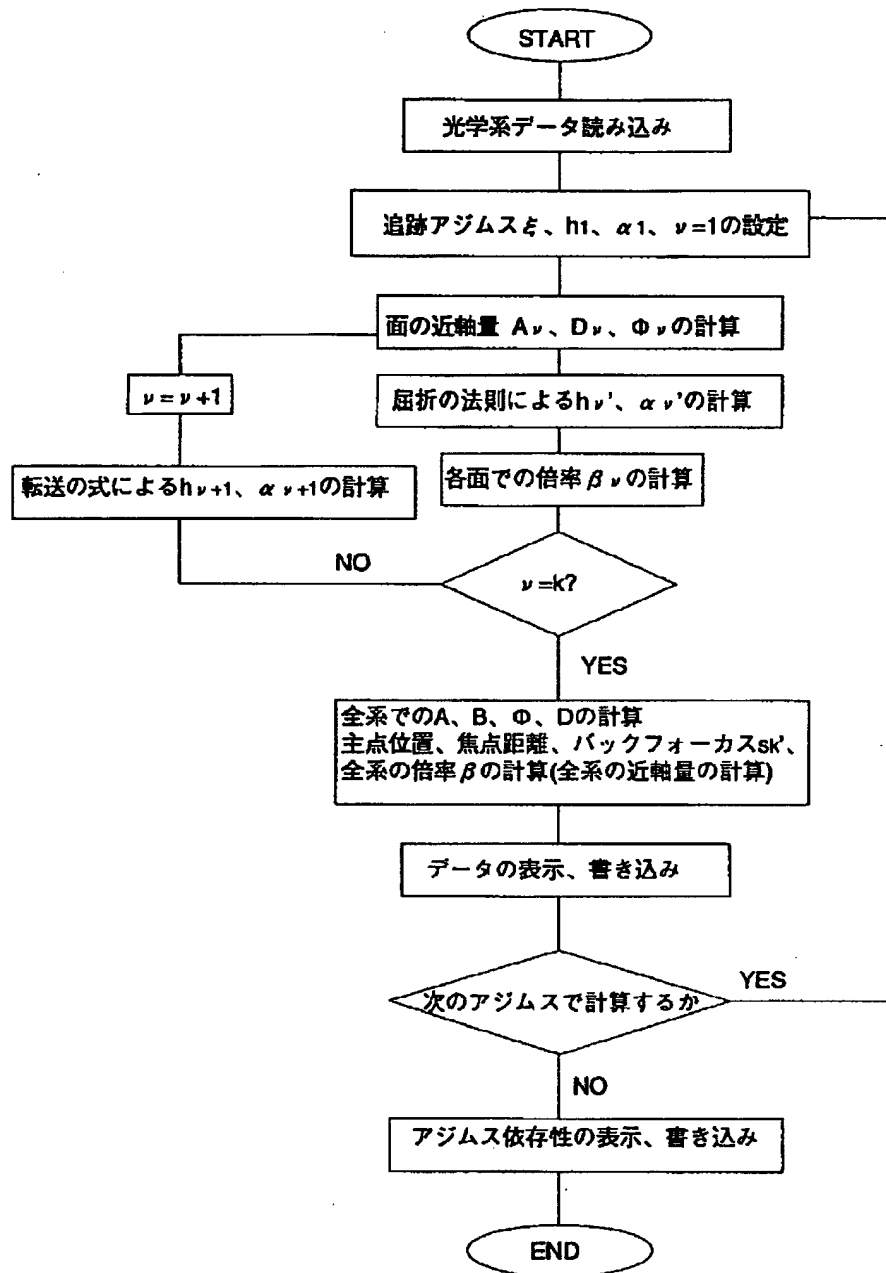 START
光学系データ読み込み
追跡アジムスξ、h1、α1、ν=1の設定
面の近軸量 Aν、Dν、Φνの計算
ν=ν+1
屈折の法則によるhν'、αν'の計算
転送の式によるhν+1、αν+1の計算
各面での倍率βνの計算
NO
ν=k?
YES
全系でのA、B、Φ、Dの計算
主点位置、焦点距離、バックフォーカスsk'、
全系の倍率βの計算(全系の近軸量の計算)
データの表示、書き込み
次のアジムスで計算するか
YES
NO
アジムス依存性の表示、書き込み
END